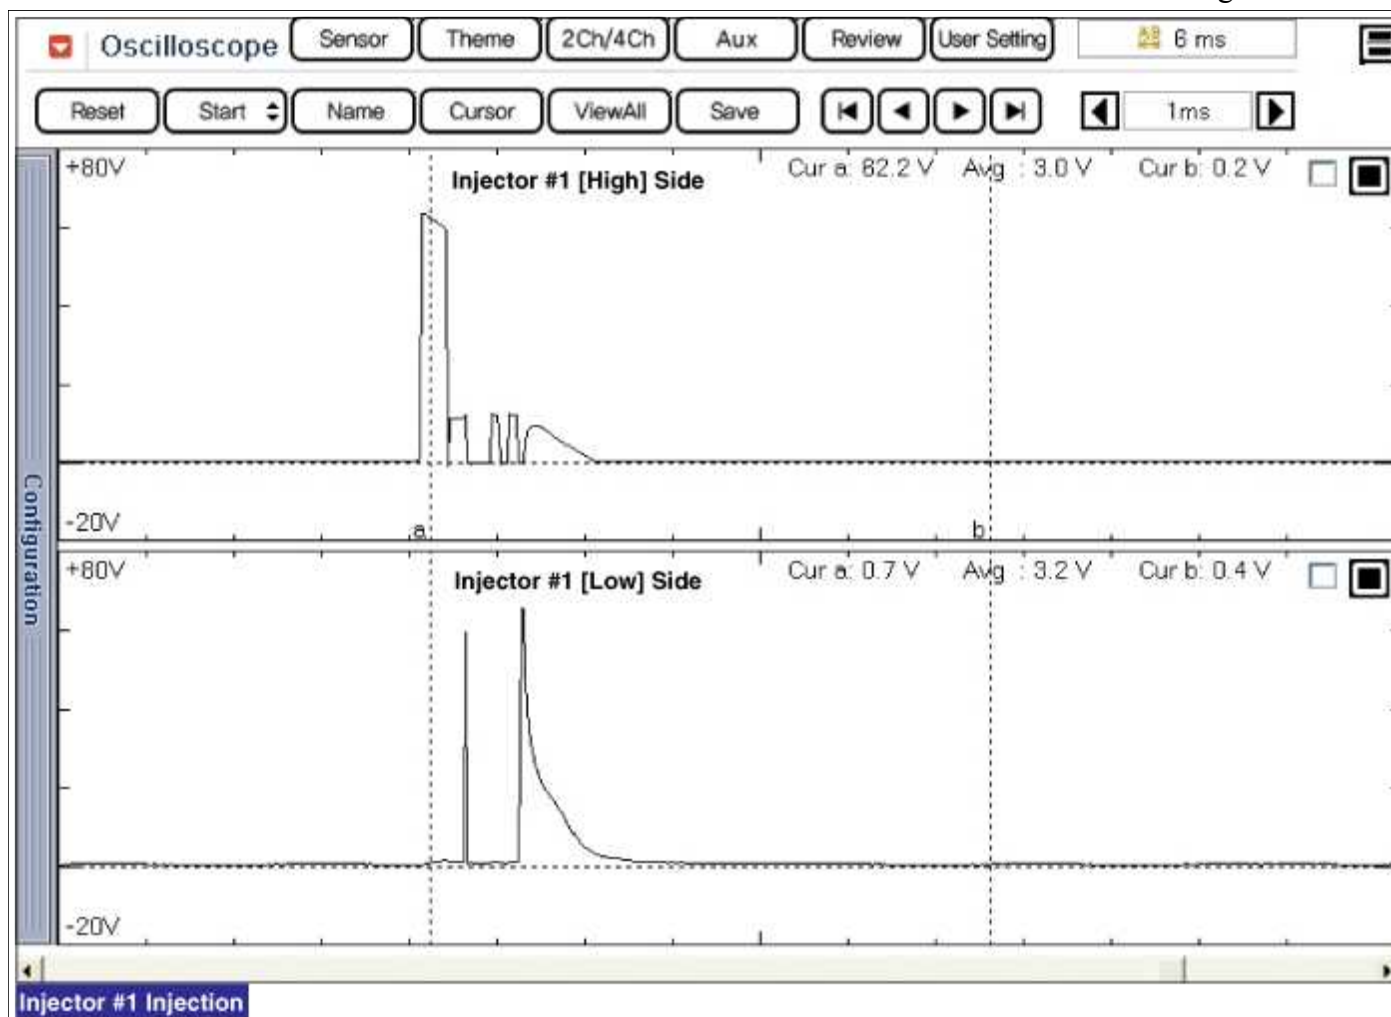 Oscilloscope Sensor Theme 2Ch/4Ch Aux Review User Setting 6 ms
Reset Start Name Cursor ViewAll Save 1ms
+80V Injector #1 [High] Side Cur a: 62.2 V Avg : 3.0 V Cur b: 0.2 V
-20V a b
+80V Injector #1 [Low] Side Cur a: 0.7 V Avg : 3.2 V Cur b: 0.4 V
-20V
Configuration
Injector #1 Injection